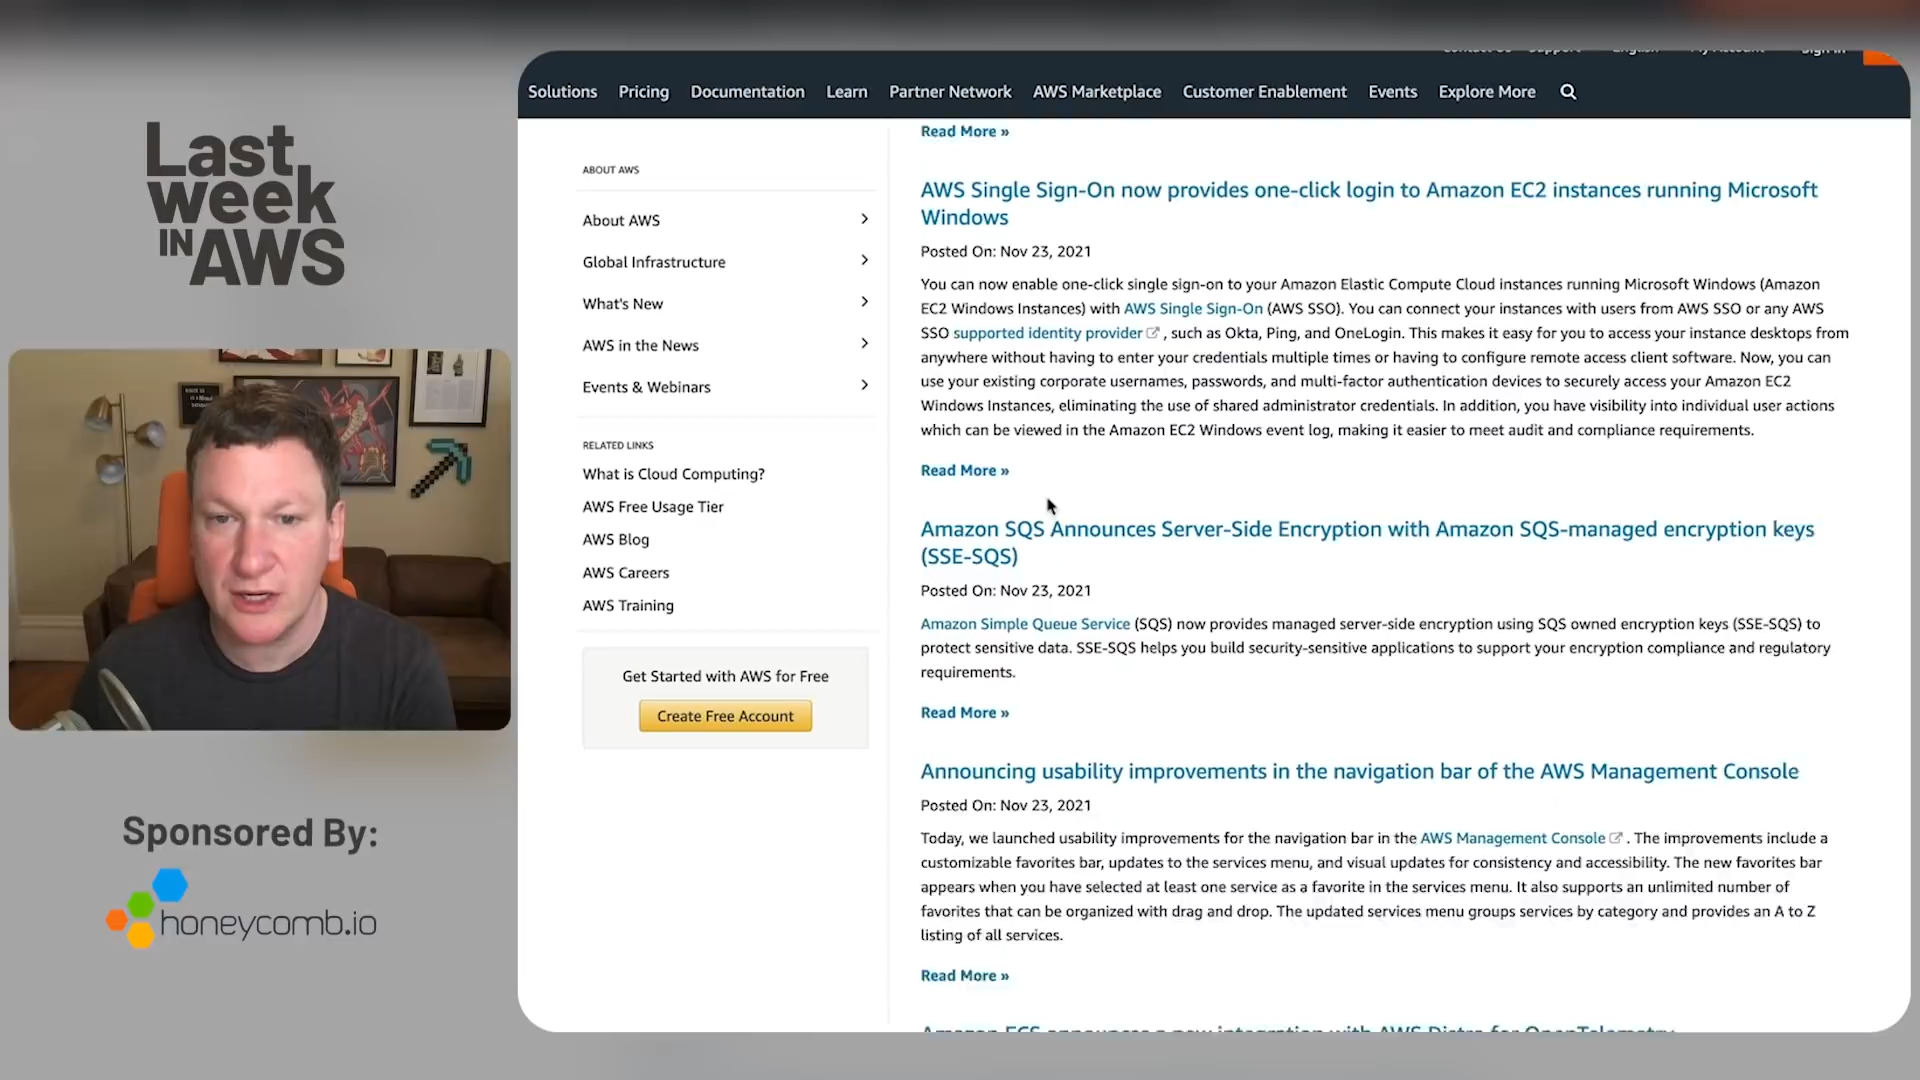 Contact Us Support English My Account Sign In
Solutions Pricing Documentation Learn Partner Network AWS Marketplace Customer Enablement Events Explore More
Last
week
IN AWS
Sponsored By:
honeycomb.io
ABOUT AWS
About AWS
Global Infrastructure
What's New
AWS in the News
Events & Webinars
RELATED LINKS
What is Cloud Computing?
AWS Free Usage Tier
AWS Blog
AWS Careers
AWS Training
Get Started with AWS for Free
Create Free Account
Read More »
AWS Single Sign-On now provides one-click login to Amazon EC2 instances running Microsoft
Windows
Posted On: Nov 23, 2021
You can now enable one-click single sign-on to your Amazon Elastic Compute Cloud instances running Microsoft Windows (Amazon
EC2 Windows Instances) with AWS Single Sign-On (AWS SSO). You can connect your instances with users from AWS SSO or any AWS
SSO supported identity provider , such as Okta, Ping, and OneLogin. This makes it easy for you to access your instance desktops from
anywhere without having to enter your credentials multiple times or having to configure remote access client software. Now, you can
use your existing corporate usernames, passwords, and multi-factor authentication devices to securely access your Amazon EC2
Windows Instances, eliminating the use of shared administrator credentials. In addition, you have visibility into individual user actions
which can be viewed in the Amazon EC2 Windows event log, making it easier to meet audit and compliance requirements.
Read More »
Amazon SQS Announces Server-Side Encryption with Amazon SQS-managed encryption keys
(SSE-SQS)
Posted On: Nov 23, 2021
Amazon Simple Queue Service (SQS) now provides managed server-side encryption using SQS owned encryption keys (SSE-SQS) to
protect sensitive data. SSE-SQS helps you build security-sensitive applications to support your encryption compliance and regulatory
requirements.
Read More »
Announcing usability improvements in the navigation bar of the AWS Management Console
Posted On: Nov 23, 2021
Today, we launched usability improvements for the navigation bar in the AWS Management Console . The improvements include a
customizable favorites bar, updates to the services menu, and visual updates for consistency and accessibility. The new favorites bar
appears when you have selected at least one service as a favorite in the services menu. It also supports an unlimited number of
favorites that can be organized with drag and drop. The updated services menu groups services by category and provides an A to Z
listing of all services.
Read More »
Amazon ECS announces a new integration with AWS Distro for OpenTelemetry